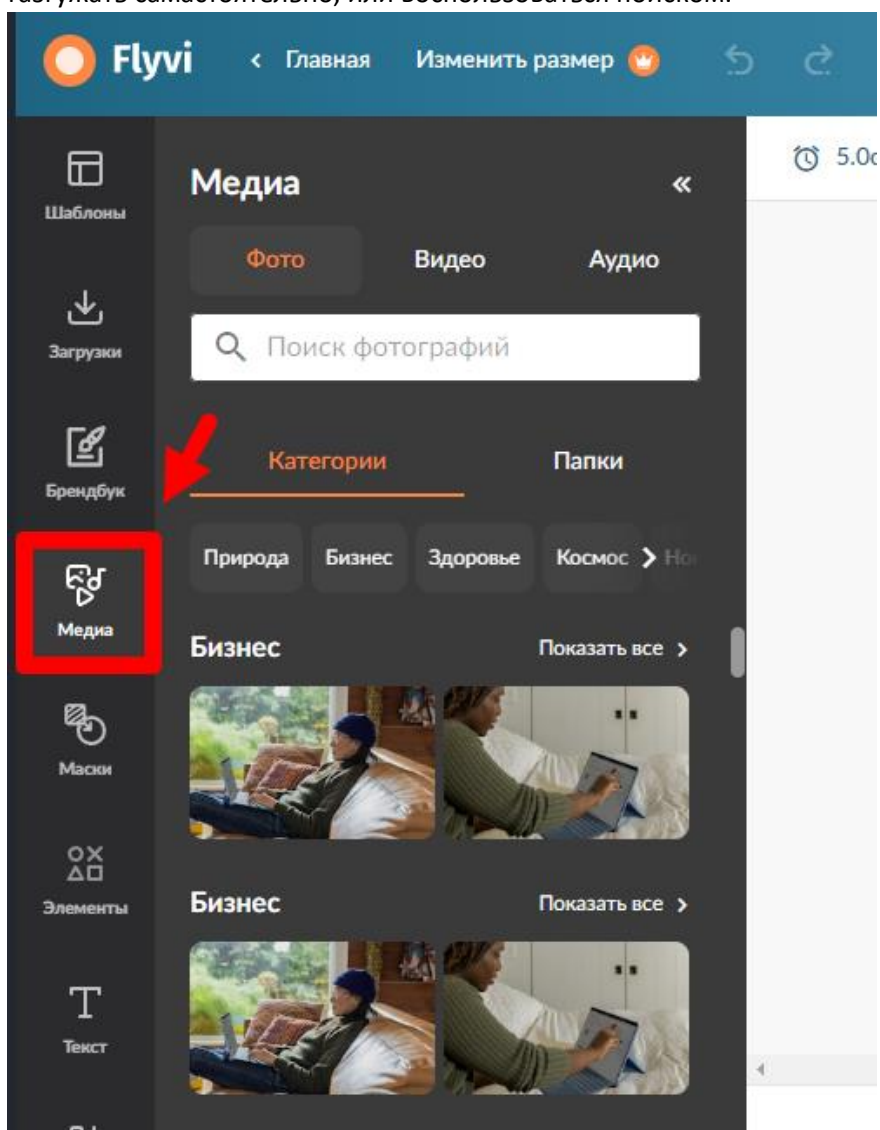 Flyvi
Главная
Изменить размер
5.0
Шаблоны
Загрузки
Брендбук
Медиа
Маски
Элементы
Текст
Медиа
Фото Видео Аудио
Поиск фотографий
Категории Папки
Природа Бизнес Здоровье Космос
Бизнес Показать все
Бизнес Показать все